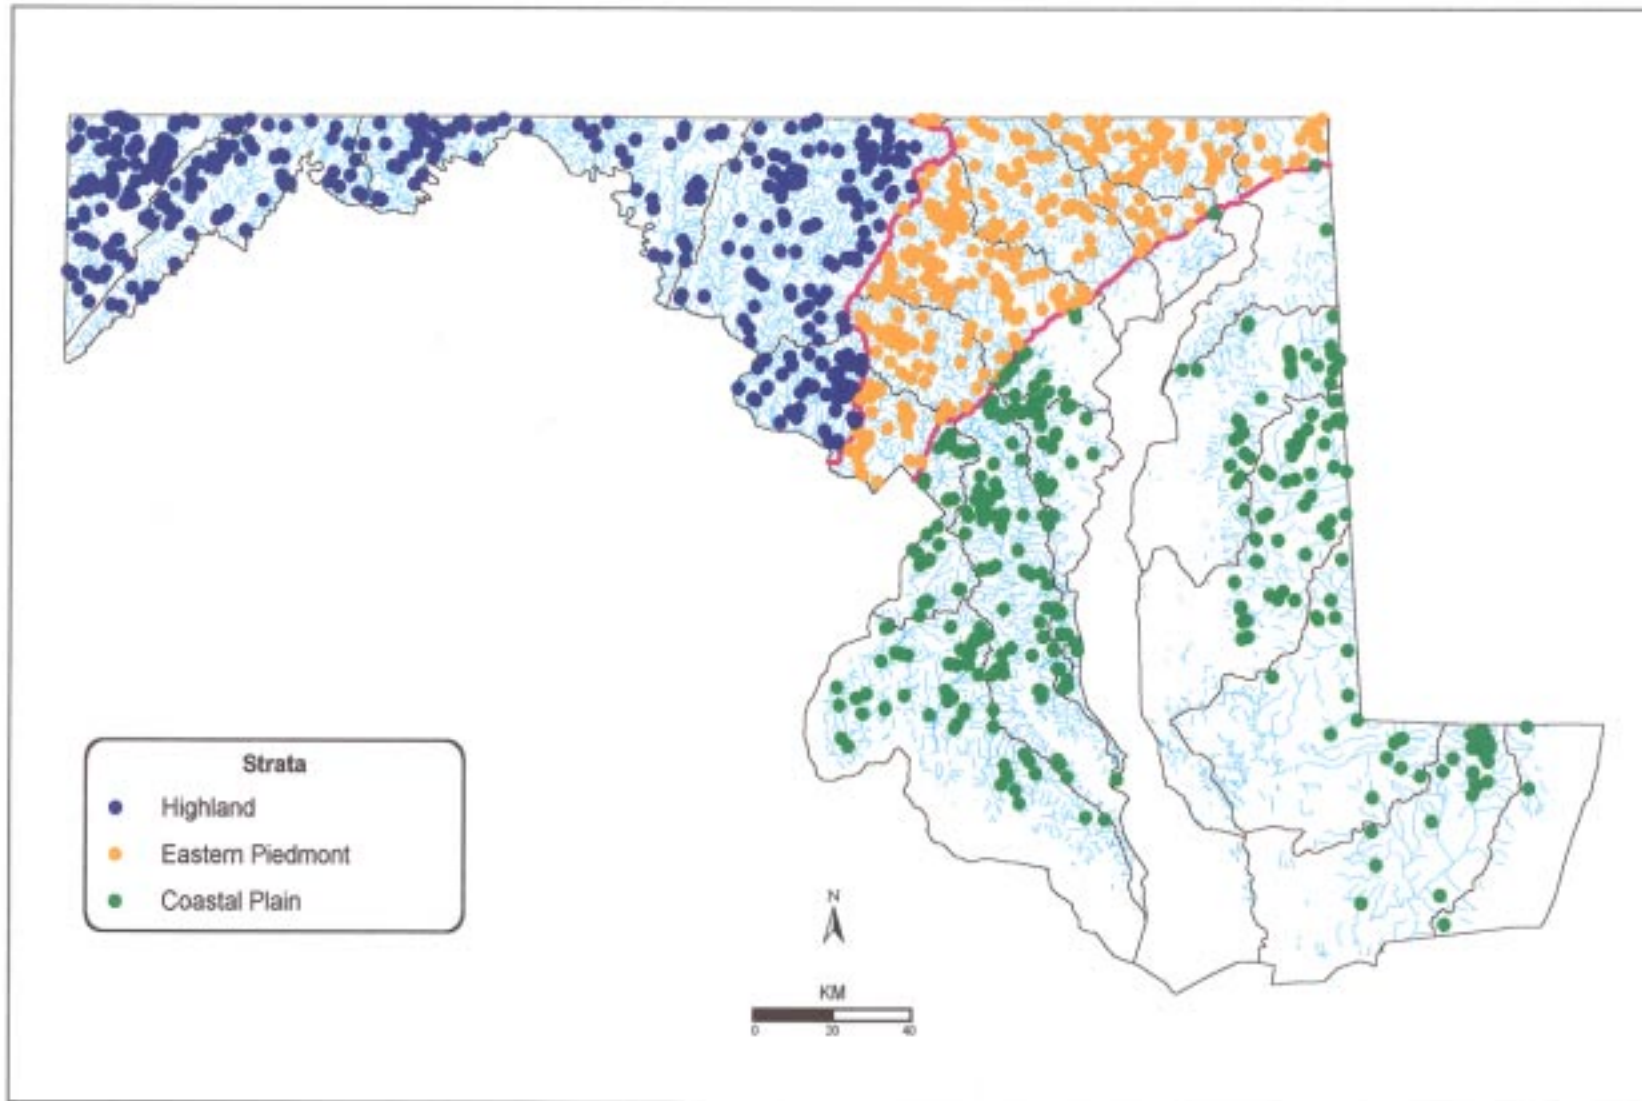 Strata
Highland
Eastern Piedmont
Coastal Plain
N
KM
0 20 40